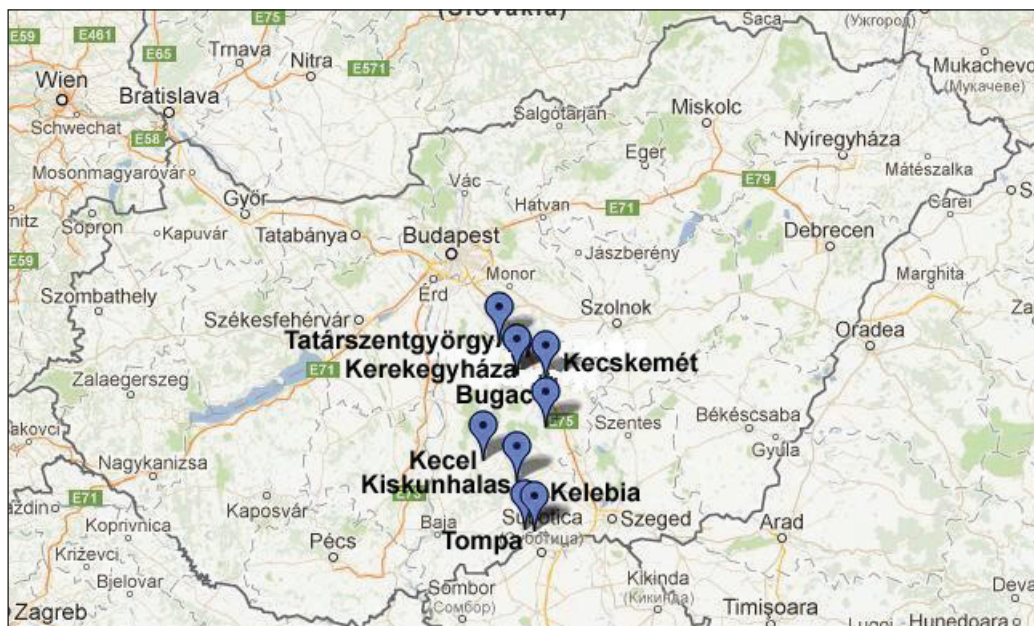 (Slovakia)
E59
E461
E75
Saca
(Ужгород)
E65
Trnava
Nitra
E571
Mukachevo
(Мукачеве)
Wien
Bratislava
Schwechat
E58
Salgótarján
Miskolc
Nyíregyháza
Mosonmagyaróvár
Eger
Mátészalka
Vác
E79
Győr
Hatvan
E71
Carei
Sopron
Kapuvár
Tatabánya
Budapest
Debrecen
Jászberény
E59
Monor
Marghita
Érd
Szombathely
Székesfehérvár
Szolnok
Oradea
Tatárszentgyörgy
Kerekegyháza
Kecskemét
E71
Zalaegerszeg
Bugac
E75
Békéscsaba
Szentes
Gyula
Nagykanizsa
Kecel
Kiskunhalas
Kelebia
E71
Kaposvár
Koprivnica
Baja
Subotica
Szeged
Arad
Tompa
Pécs
Križevci
Bjelovar
Sombor
(Сомбор)
Kikinda
(Кикинда)
Deva
Zagreb
Timișoara
Lugoj
Hunedoara